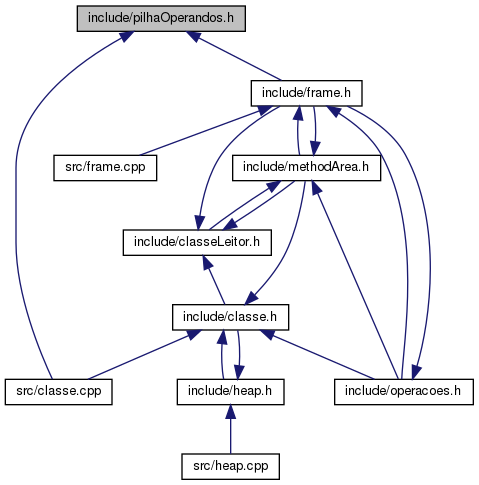 include/pilhaOperandos.h
include/frame.h
src/frame.cpp
include/methodArea.h
include/classeLeitor.h
include/classe.h
src/classe.cpp
include/heap.h
include/operacoes.h
src/heap.cpp